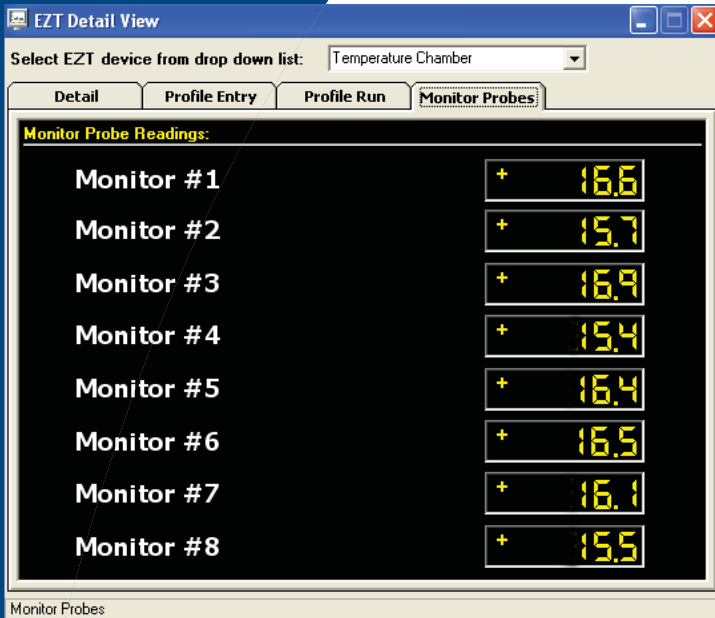 EZT Detail View
Select EZT device from drop down list: Temperature Chamber
Detail Profile Entry Profile Run Monitor Probes
Monitor Probe Readings:
Monitor #1 + 16.6
Monitor #2 + 15.7
Monitor #3 + 16.9
Monitor #4 + 15.4
Monitor #5 + 16.4
Monitor #6 + 16.5
Monitor #7 + 16.1
Monitor #8 + 15.5
Monitor Probes